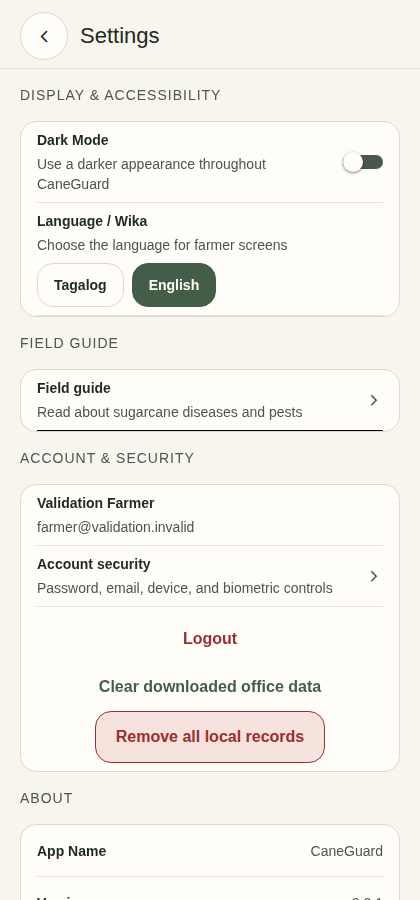 Settings
DISPLAY & ACCESSIBILITY
Dark Mode
Use a darker appearance throughout
CaneGuard
Language / Wika
Choose the language for farmer screens
Tagalog English
FIELD GUIDE
Field guide
Read about sugarcane diseases and pests
ACCOUNT & SECURITY
Validation Farmer
farmer@validation.invalid
Account security
Password, email, device, and biometric controls
Logout
Clear downloaded office data
Remove all local records
ABOUT
App Name CaneGuard